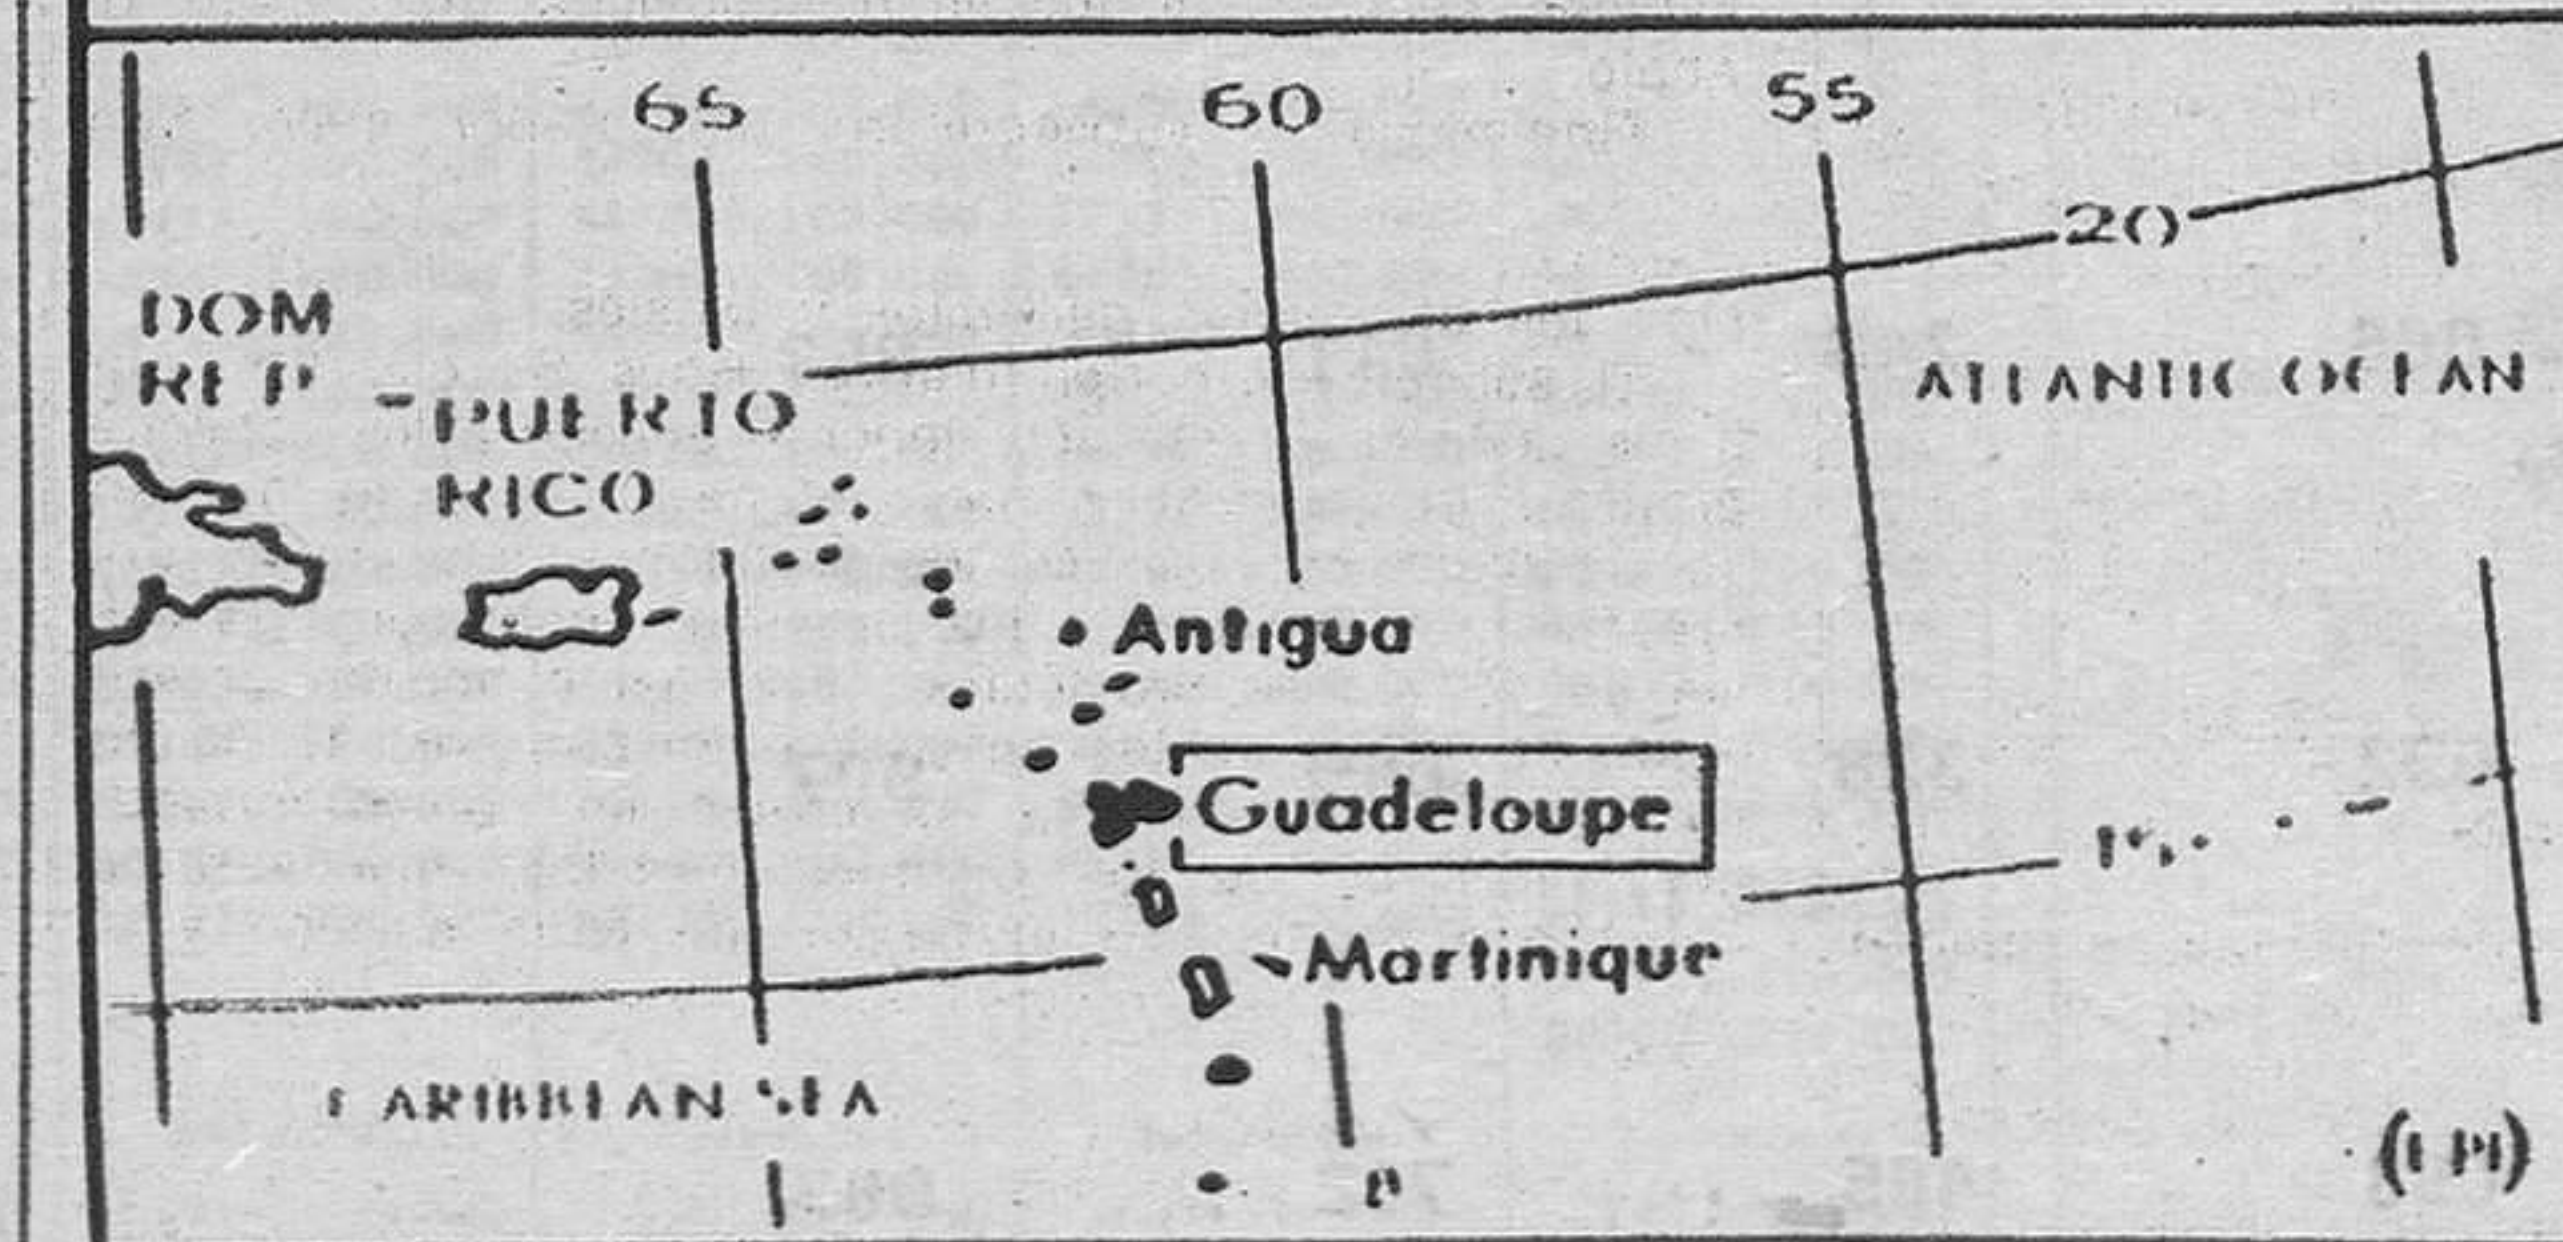 65
60
55
20
DOM
REP
PUERTO
RICO
ATLANTIC OCEAN
Antigua
Guadeloupe
Martinique
CARIBBEAN SEA